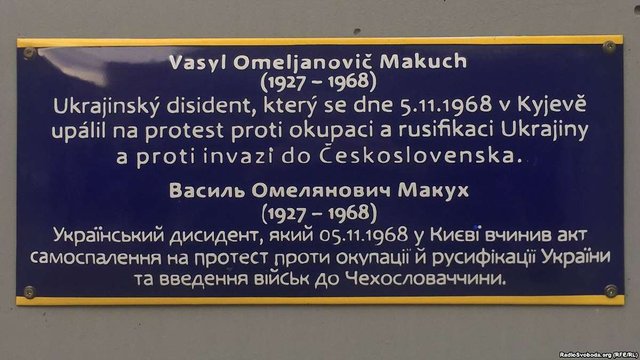 Vasyl Omeljanovič Makuch
(1927 – 1968)
Ukrajinský disident, který se dne 5.11.1968 v Kyjevě
upálil na protest proti okupaci a rusifikaci Ukrajiny
a proti invazi do Československa.
Василь Омелянович Макух
(1927 – 1968)
Український дисидент, який 05.11.1968 у Києві вчинив акт
самоспалення на протест проти окупації й русифікації України
та введення військ до Чехословаччини.
RadioSvoboda.org (RFE/RL)